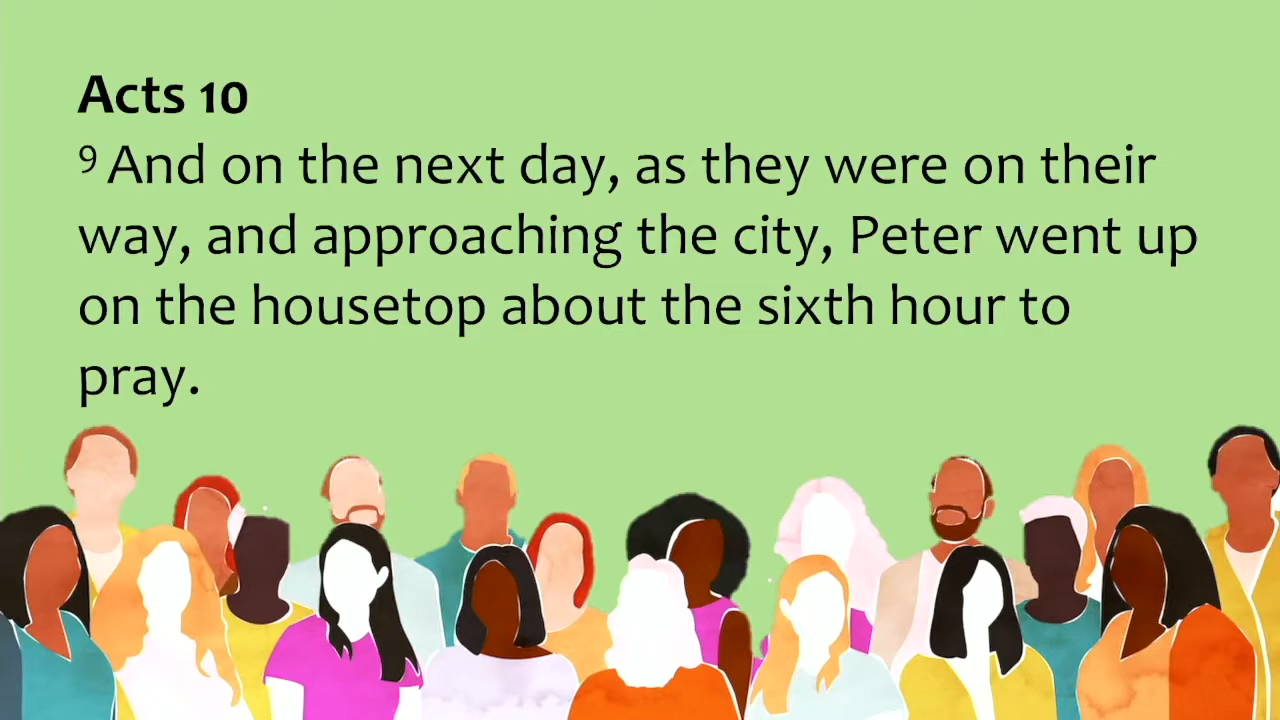 Acts 10
9 And on the next day, as they were on their
way, and approaching the city, Peter went up
on the housetop about the sixth hour to
pray.